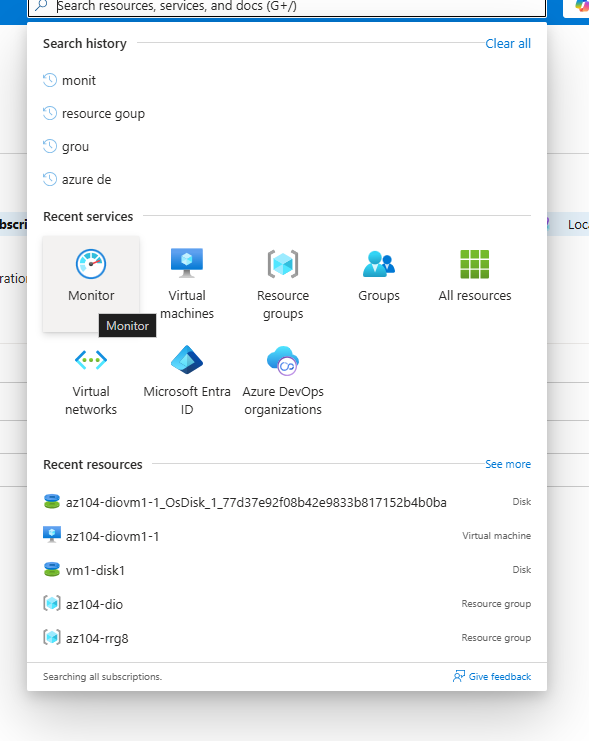 Search resources, services, and docs (G+/)
Search history
Clear all
monit
resource goup
grou
azure de
Recent services
Monitor
Virtual machines
Resource groups
Groups
All resources
Monitor
Virtual networks
Microsoft Entra ID
Azure DevOps organizations
Recent resources
See more
az104-diovm1-1_OsDisk_1_77d37e92f08b42e9833b817152b4b0ba
Disk
az104-diovm1-1
Virtual machine
vm1-disk1
Disk
az104-dio
Resource group
az104-rrg8
Resource group
Searching all subscriptions.
Give feedback